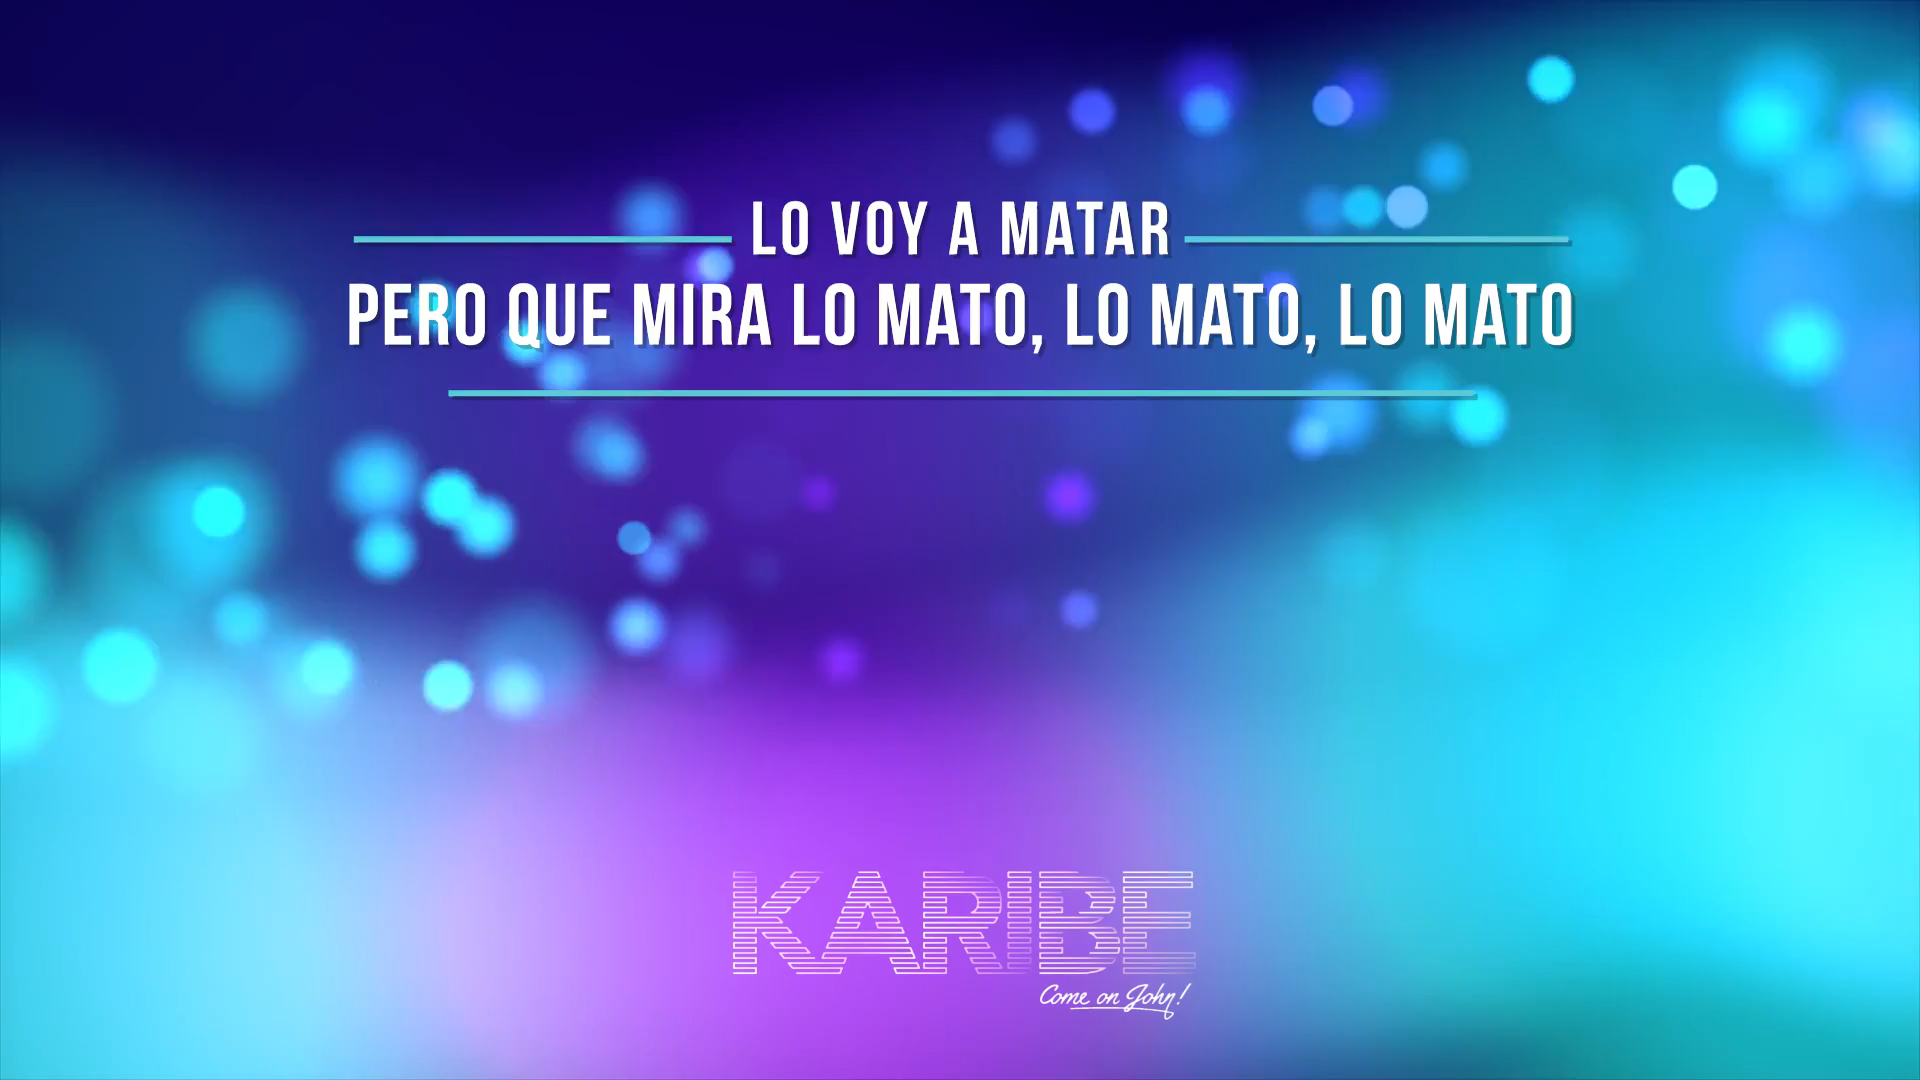 LO VOY A MATAR
PERO QUE MIRA LO MATO, LO MATO, LO MATO
KARIBE
Come on John!